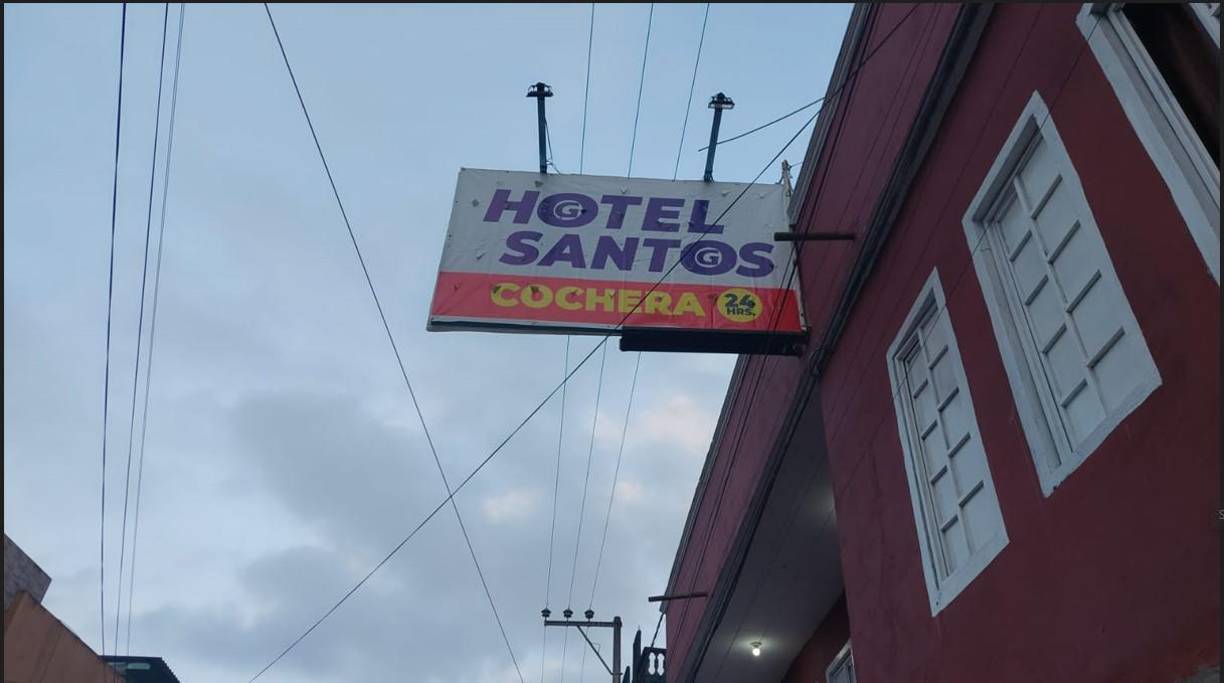 HOTEL
SANTOS
COCHERA 24
HRS.